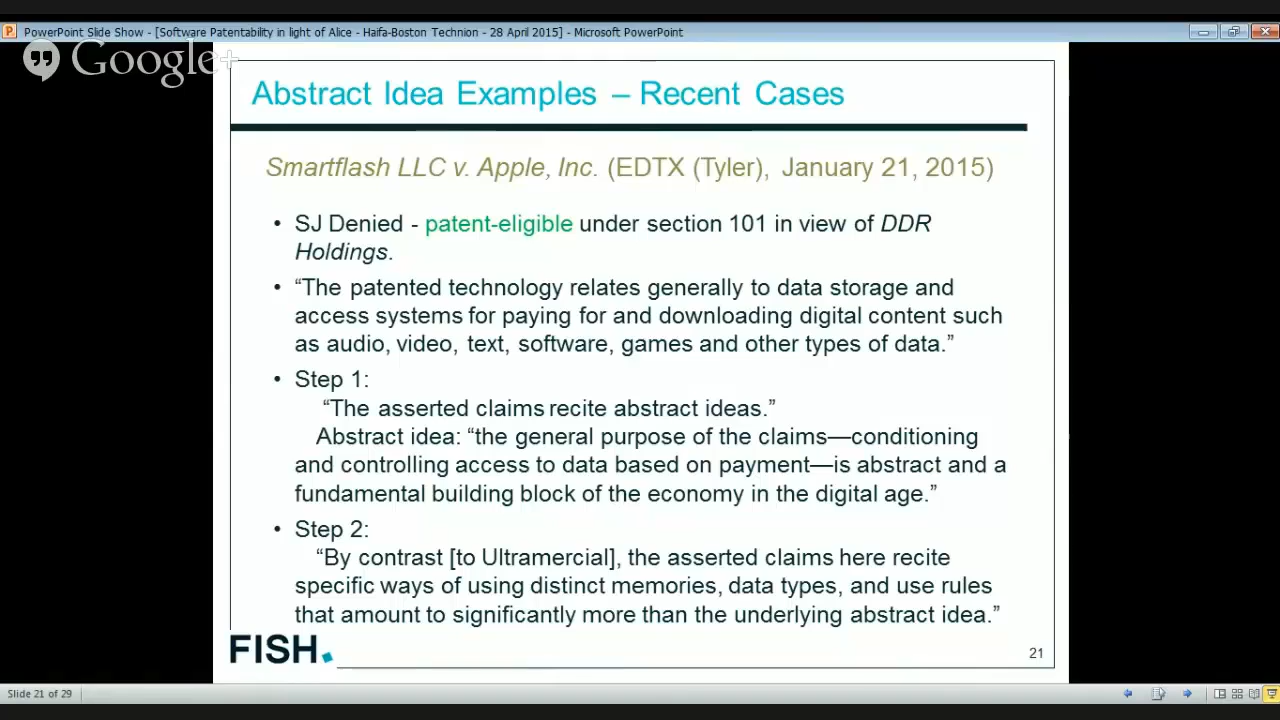 PowerPoint Slide Show - [Software Patentability in light of Alice - Haifa-Boston Technion - 28 April 2015] - Microsoft PowerPoint
Google+
Abstract Idea Examples – Recent Cases
Smartflash LLC v. Apple, Inc. (EDTX (Tyler), January 21, 2015)
• SJ Denied - patent-eligible under section 101 in view of DDR
Holdings.
• “The patented technology relates generally to data storage and
access systems for paying for and downloading digital content such
as audio, video, text, software, games and other types of data.”
• Step 1:
“The asserted claims recite abstract ideas.”
Abstract idea: “the general purpose of the claims—conditioning
and controlling access to data based on payment—is abstract and a
fundamental building block of the economy in the digital age.”
• Step 2:
“By contrast [to Ultramercial], the asserted claims here recite
specific ways of using distinct memories, data types, and use rules
that amount to significantly more than the underlying abstract idea.”
FISH.
21
Slide 21 of 29